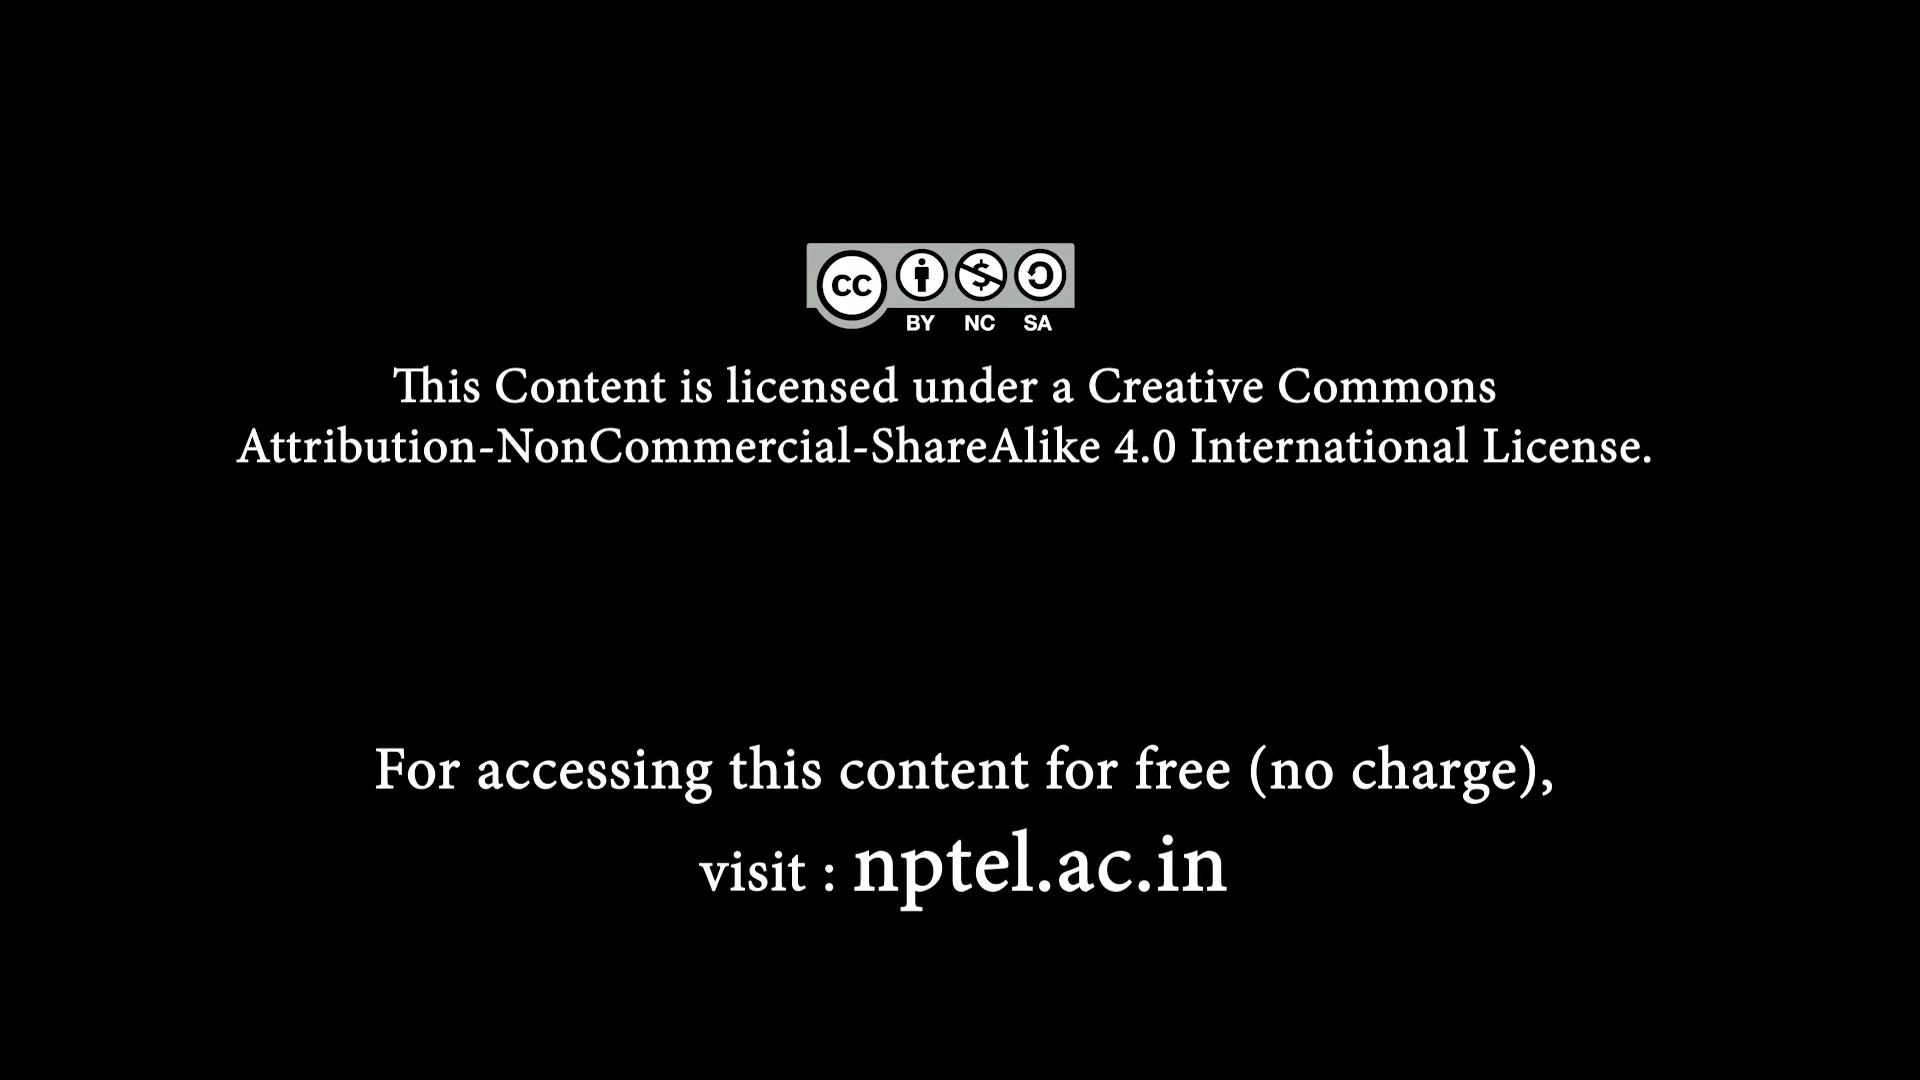 cc
BY NC SA
This Content is licensed under a Creative Commons
Attribution-NonCommercial-ShareAlike 4.0 International License.
For accessing this content for free (no charge),
visit : nptel.ac.in